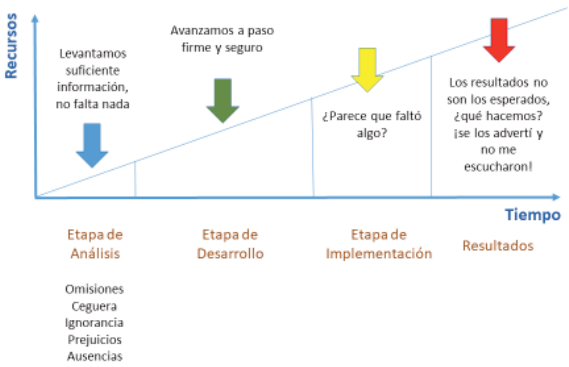 Recursos
Levantamos
suficiente
información,
no falta nada
Avanzamos a paso
firme y seguro
¿Parece que faltó
algo?
Los resultados no
son los esperados,
¿qué hacemos?
¡se los advertí y
no me
escucharon!
Tiempo
Etapa de
Análisis
Etapa de
Desarrollo
Etapa de
Implementación
Resultados
Omisiones
Ceguera
Ignorancia
Prejuicios
Ausencias